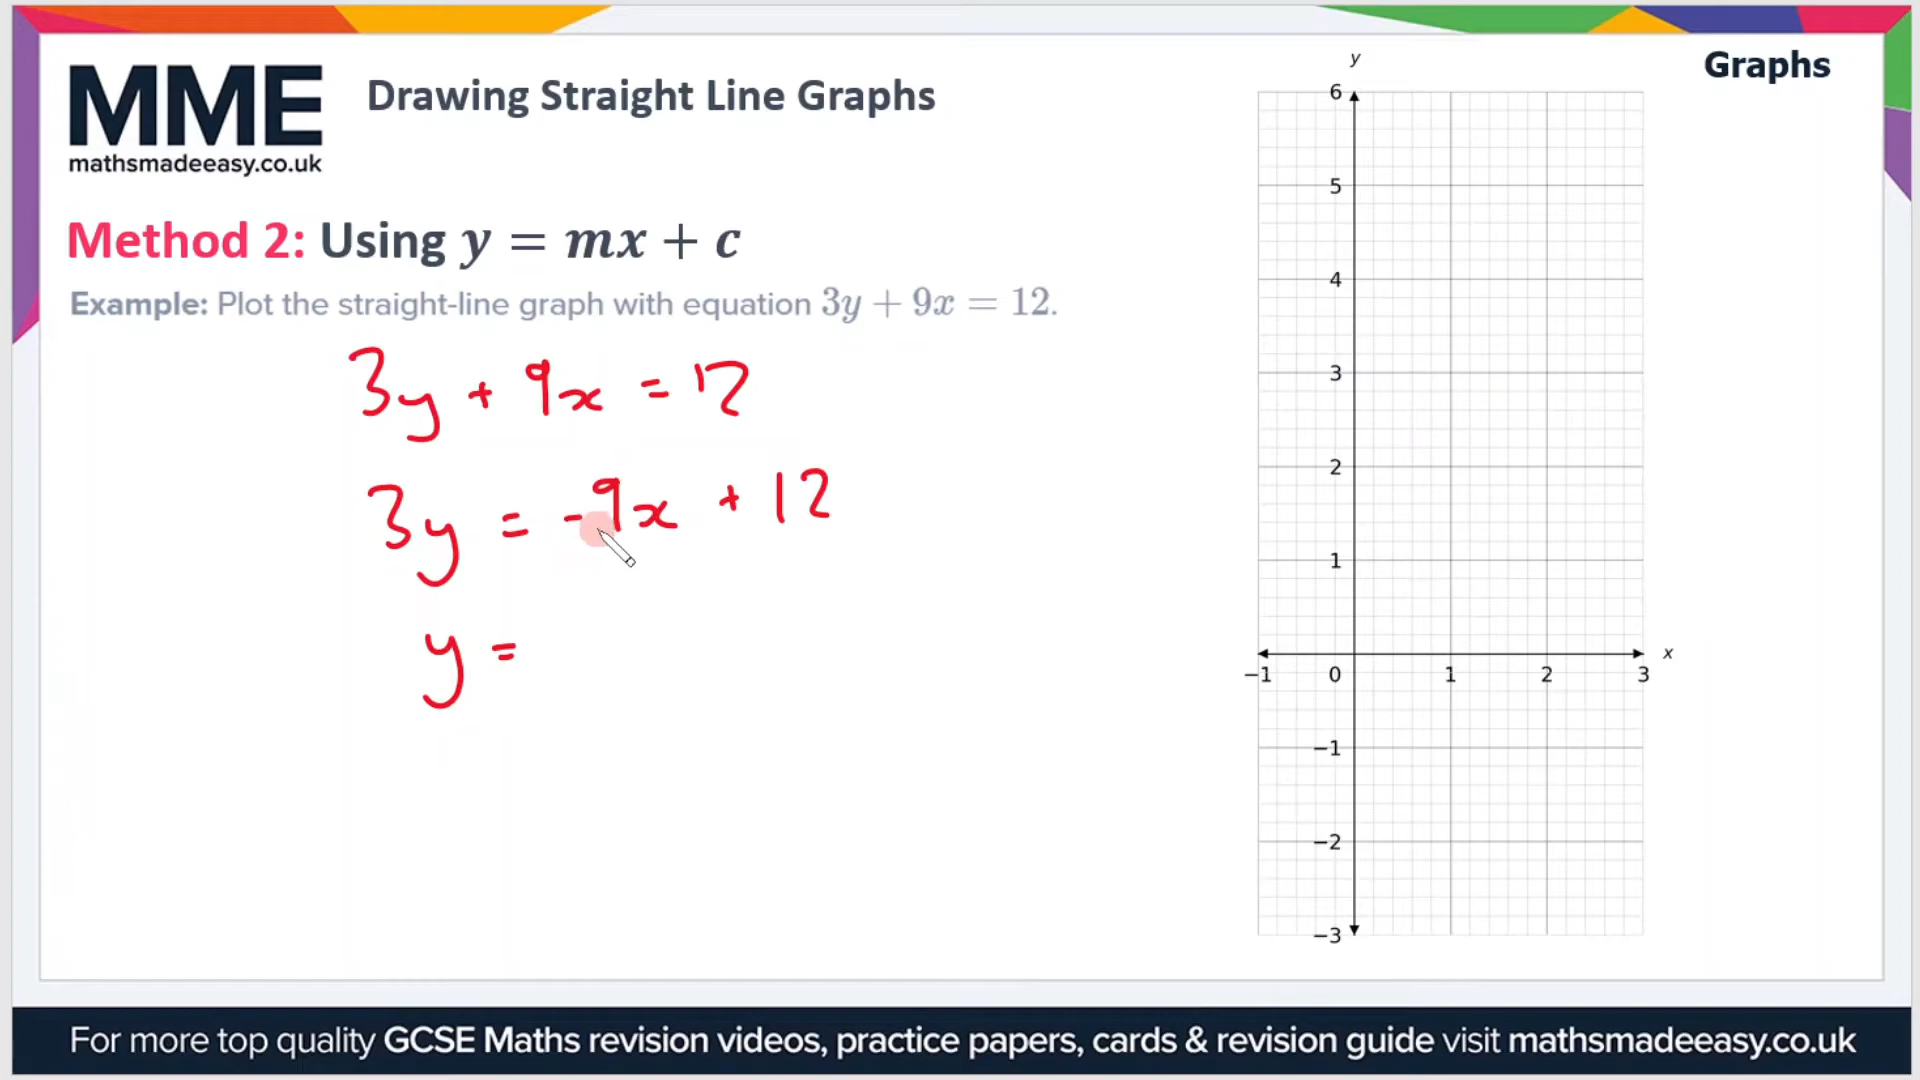 Graphs
MME
mathsmadeeasy.co.uk
Drawing Straight Line Graphs
Method 2: Using y = mx + c
Example: Plot the straight-line graph with equation 3y + 9x = 12.
3y + 9x = 12
3y = -9x + 12
y =
y
6
5
4
3
2
1
x
−1 0 1 2 3
−1
−2
−3
For more top quality GCSE Maths revision videos, practice papers, cards & revision guide visit mathsmadeeasy.co.uk